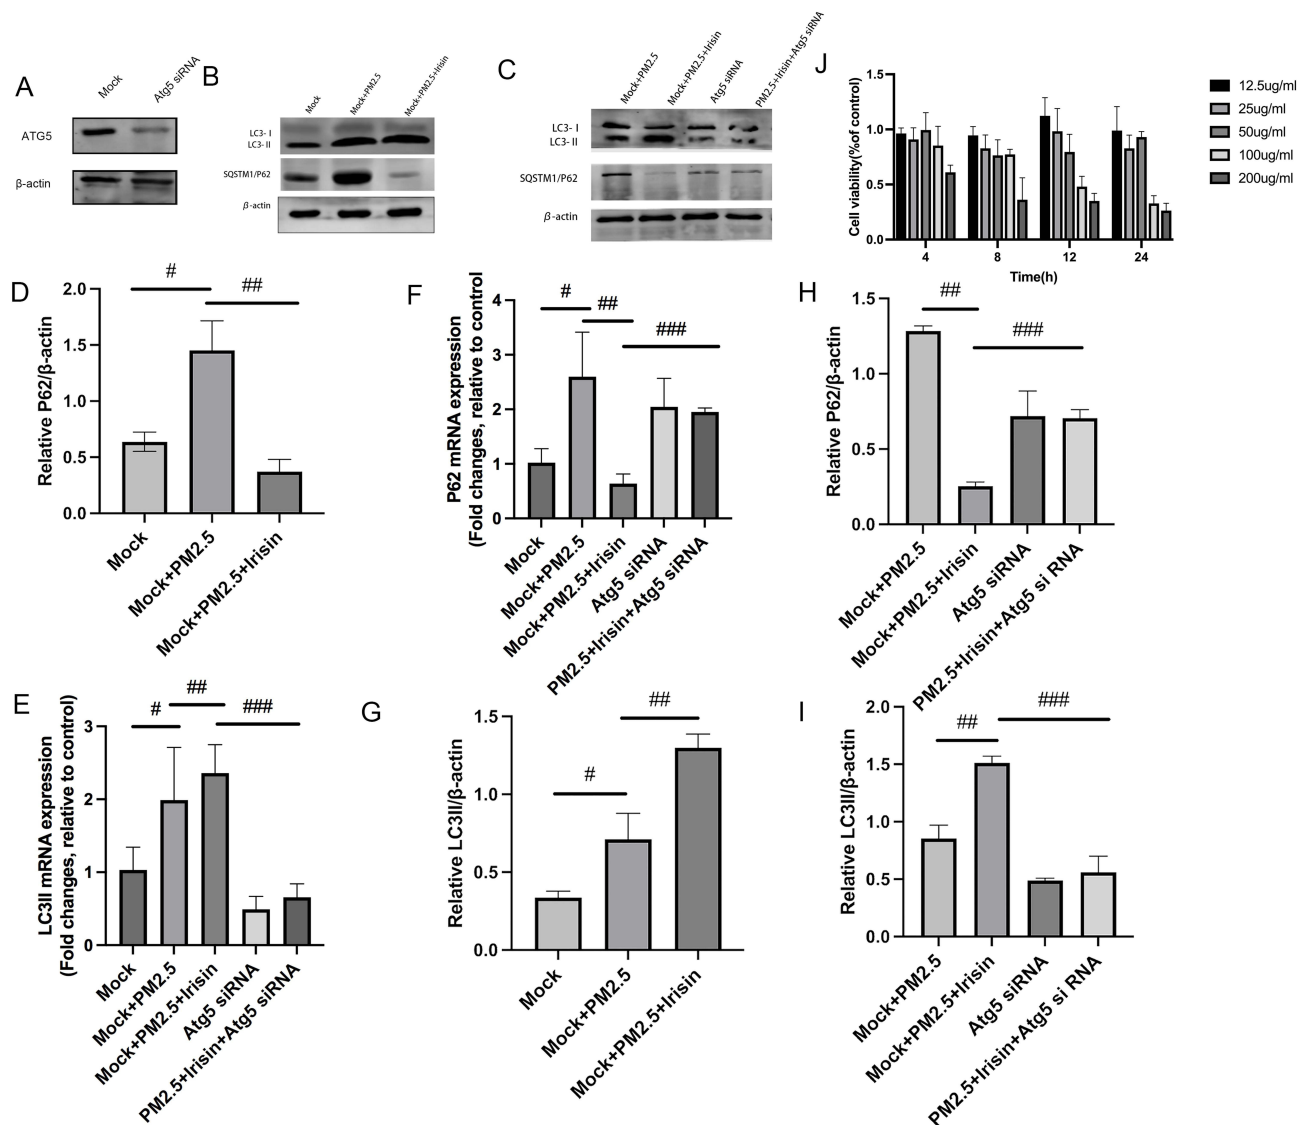 A
Mock
Atg5 siRNA
ATG5
β-actin
B
Mock
Mock+PM2.5
Mock+PM2.5+Irisin
LC3- I
LC3- II
SQSTM1/P62
β-actin
C
Mock+PM2.5
Mock+PM2.5+Irisin
Atg5 siRNA
PM2.5+Irisin+Atg5 siRNA
LC3- I
LC3- II
SQSTM1/P62
β-actin
J
Cell viability(%of control)
1.5
1.0
0.5
0.0
4
8
12
24
Time(h)
12.5ug/ml
25ug/ml
50ug/ml
100ug/ml
200ug/ml
D
Relative P62/β-actin
2.0
1.5
1.0
0.5
0.0
#
##
Mock
Mock+PM2.5
Mock+PM2.5+Irisin
F
P62 mRNA expression
(Fold changes, relative to control)
4
3
2
1
0
#
##
###
Mock
Mock+PM2.5
Mock+PM2.5+Irisin
Atg5 siRNA
PM2.5+Irisin+Atg5 siRNA
H
Relative P62/β-actin
1.5
1.0
0.5
0.0
##
###
Mock+PM2.5
Mock+PM2.5+Irisin
Atg5 siRNA
PM2.5+Irisin+Atg5 si RNA
E
LC3II mRNA expression
(Fold changes, relative to control)
3
2
1
0
#
##
###
Mock
Mock+PM2.5
Mock+PM2.5+Irisin
Atg5 siRNA
PM2.5+Irisin+Atg5 siRNA
G
Relative LC3II/β-actin
1.5
1.0
0.5
0.0
#
##
Mock
Mock+PM2.5
Mock+PM2.5+Irisin
I
Relative LC3II/β-actin
2.0
1.5
1.0
0.5
0.0
##
###
Mock+PM2.5
Mock+PM2.5+Irisin
Atg5 siRNA
PM2.5+Irisin+Atg5 si RNA